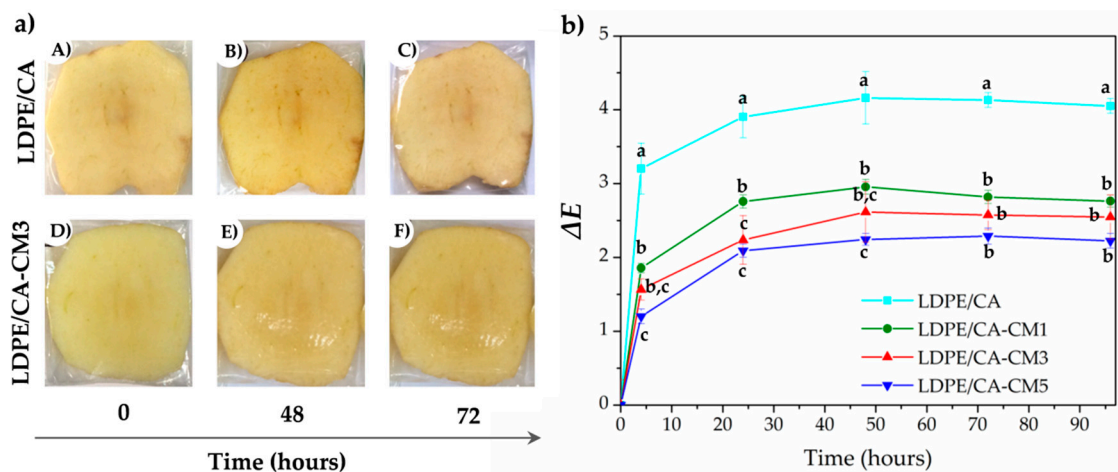 a)
A)
B)
C)
LDPE/CA
D)
E)
F)
LDPE/CA-CM3
0
48
72
Time (hours)
b)
5
4
3
2
1
0
ΔE
a
a
a
a
a
b
b
b
b
b
b,c
c
b,c
b
b
c
c
c
b
b
LDPE/CA
LDPE/CA-CM1
LDPE/CA-CM3
LDPE/CA-CM5
0
10
20
30
40
50
60
70
80
90
Time (hours)